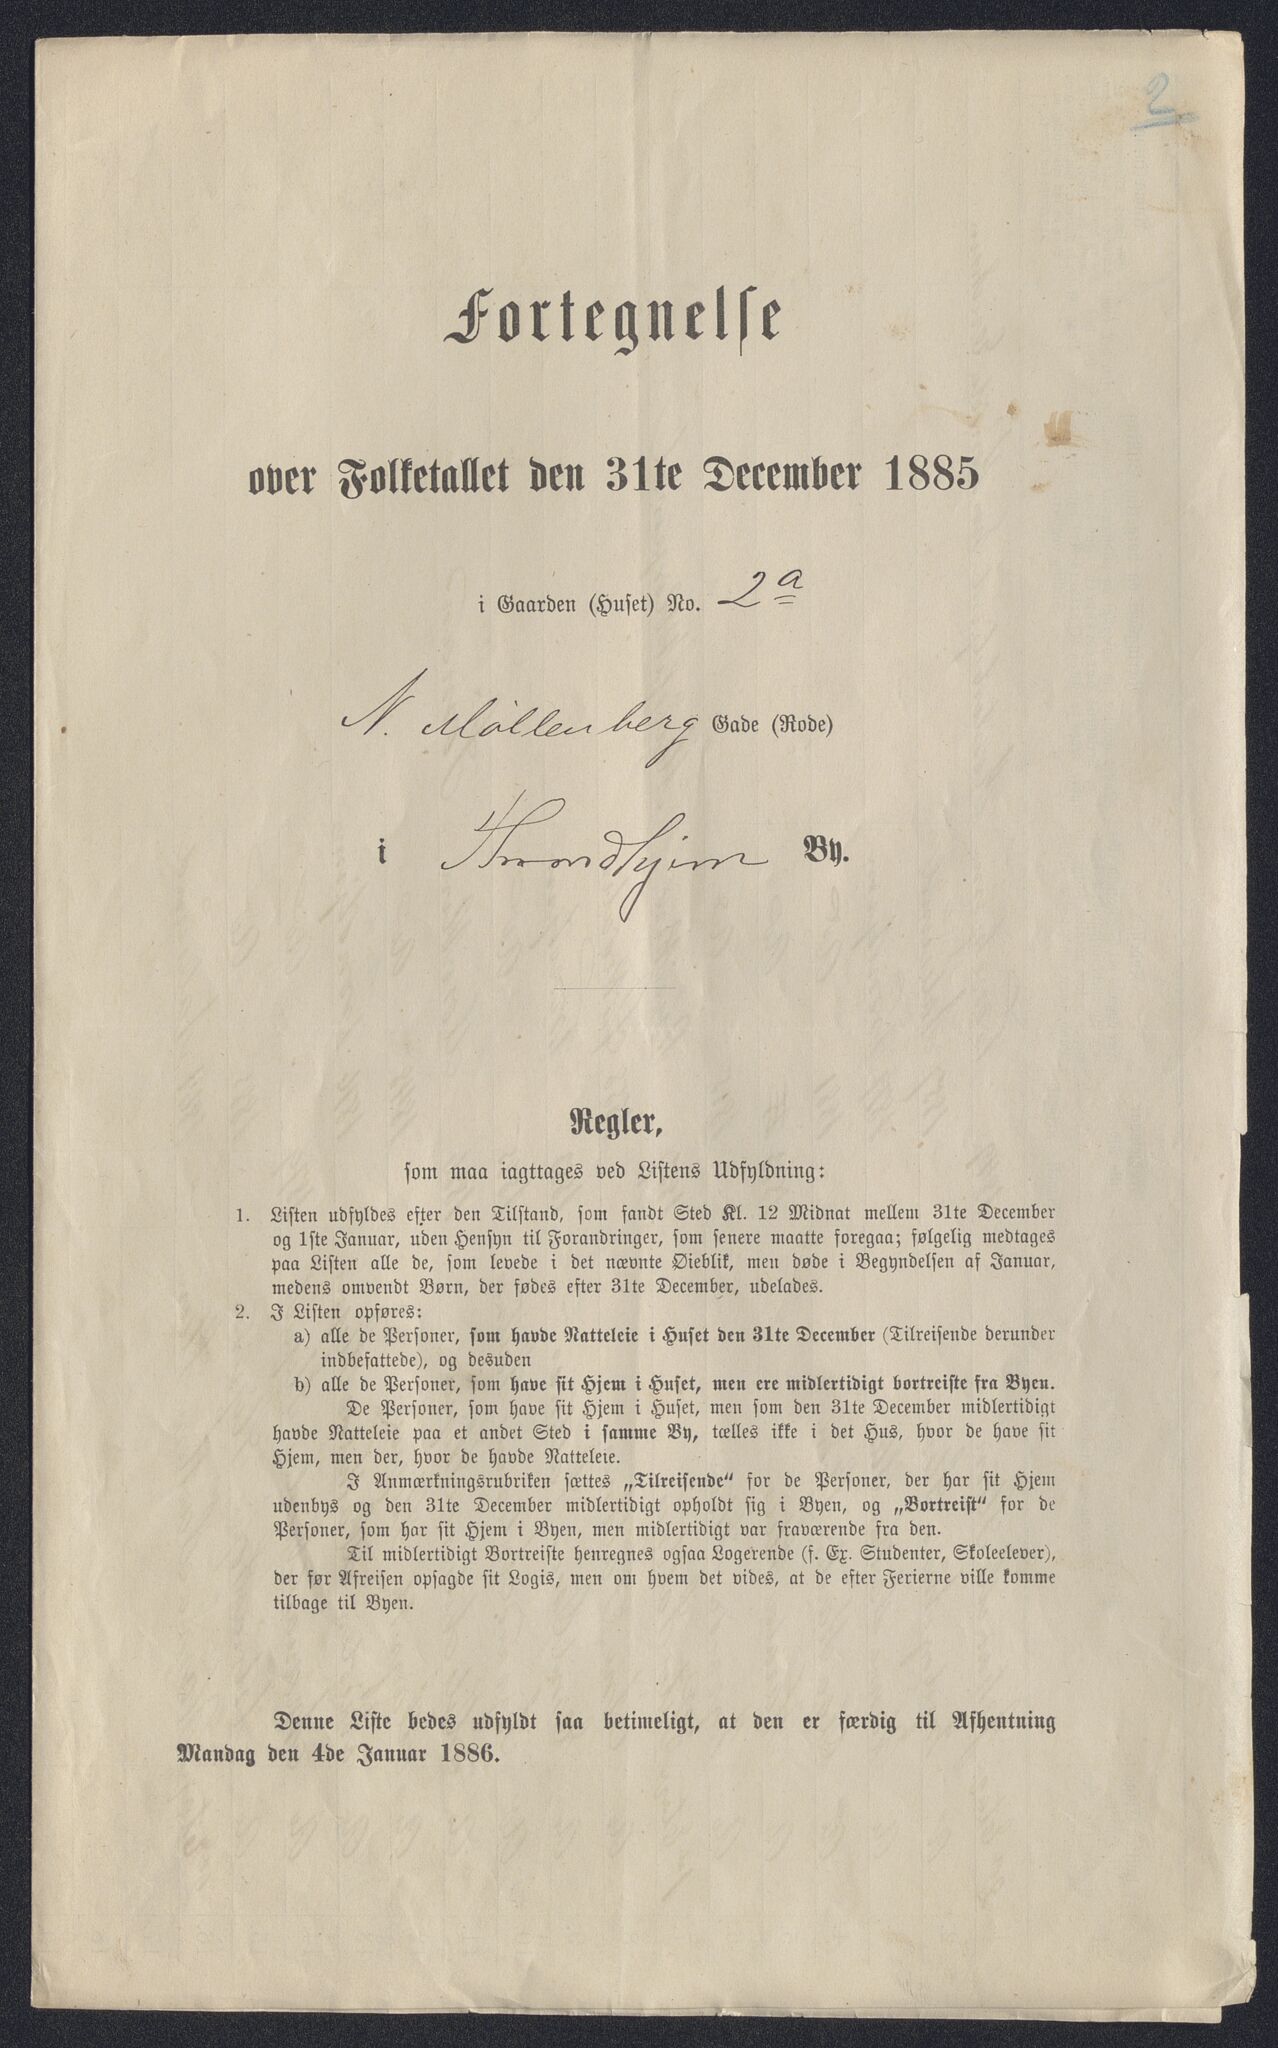 2
Fortegnelse
over Folketallet den 31te December 1885
i Gaarden (Huset) No. 2a
N. Möllenberg Gade (Rode)
i Throndhjem By.
Regler,
som maa iagttages ved Listens Udfyldning:
1. Listen udfyldes efter den Tilstand, som fandt Sted Kl. 12 Midnat mellem 31te December
og 1ste Januar, uden Hensyn til Forandringer, som senere maatte foregaa; følgelig medtages
paa Listen alle de, som levede i det nævnte Øieblik, men døde i Begyndelsen af Januar,
medens omvendt Børn, der fødes efter 31te December, udelades.
2. I Listen opføres:
a) alle de Personer, som havde Natteleie i Huset den 31te December (Tilreisende derunder
indbefattede), og desuden
b) alle de Personer, som have sit Hjem i Huset, men ere midlertidigt bortreiste fra Byen.
De Personer, som have sit Hjem i Huset, men som den 31te December midlertidigt
havde Natteleie paa et andet Sted i samme By, tælles ikke i det Hus, hvor de have sit
Hjem, men der, hvor de havde Natteleie.
I Anmærkningsrubriken sættes „Tilreisende“ for de Personer, der har sit Hjem
udenbys og den 31te December midlertidigt opholdt sig i Byen, og „Bortreist“ for de
Personer, som har sit Hjem i Byen, men midlertidigt var fraværende fra den.
Til midlertidigt Bortreiste henregnes ogsaa Logerende (f. Ex. Studenter, Skoleelever),
der før Afreisen opsagde sit Logis, men om hvem det vides, at de efter Ferierne ville komme
tilbage til Byen.
Denne Liste bedes udfyldt saa betimeligt, at den er færdig til Afhentning
Mandag den 4de Januar 1886.